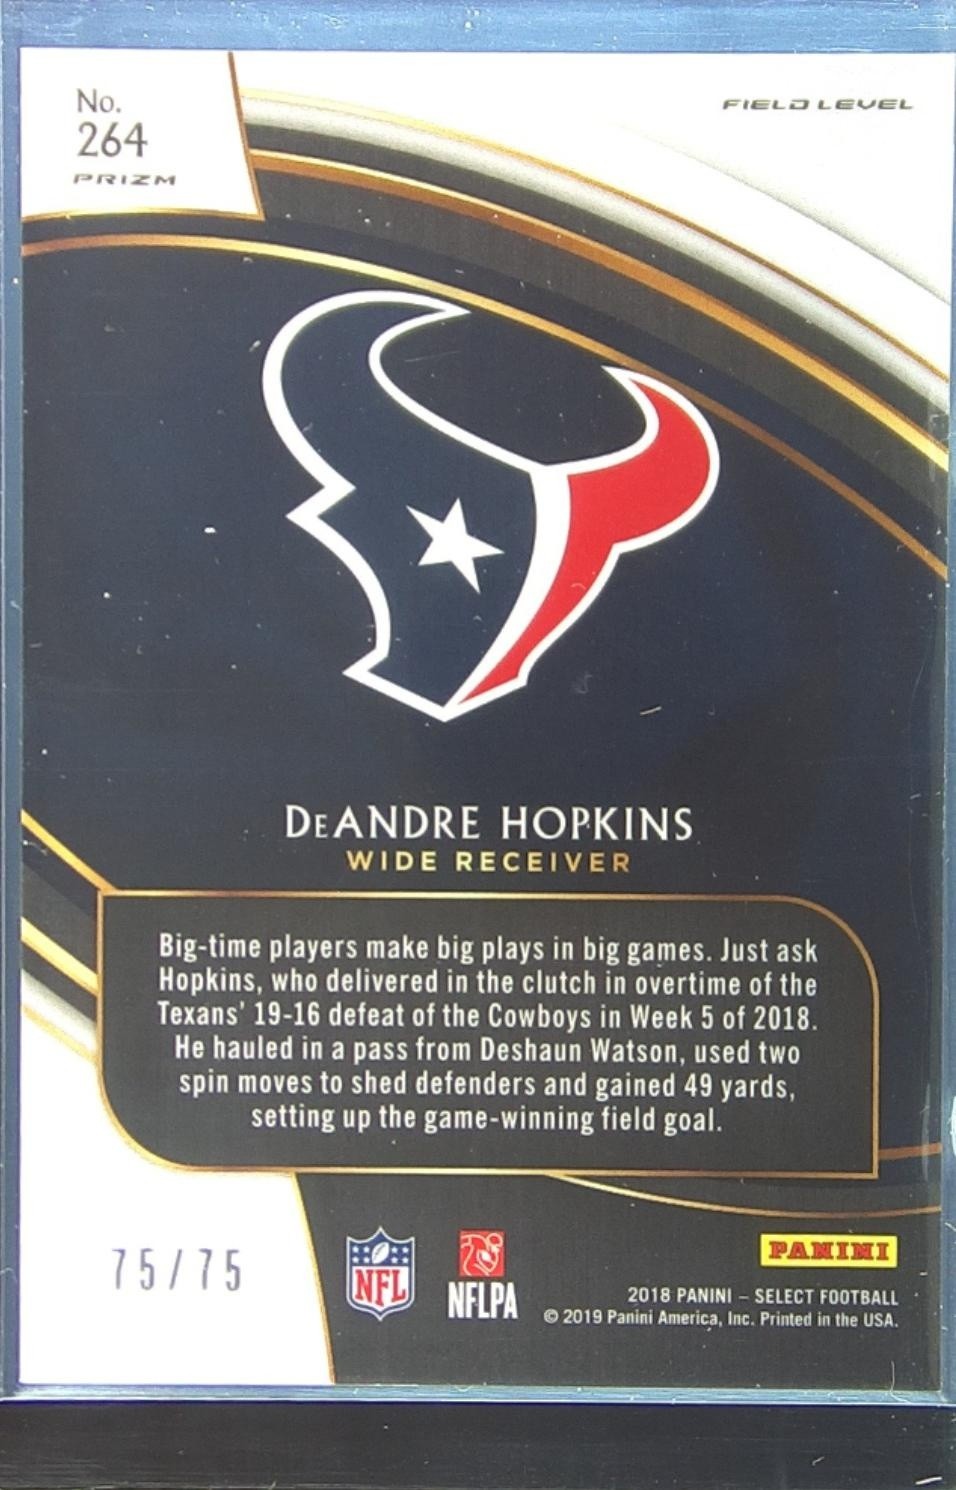 No.
264
PRIZM
FIELD LEVEL
DeANDRE HOPKINS
WIDE RECEIVER
Big-time players make big plays in big games. Just ask
Hopkins, who delivered in the clutch in overtime of the
Texans' 19-16 defeat of the Cowboys in Week 5 of 2018.
He hauled in a pass from Deshaun Watson, used two
spin moves to shed defenders and gained 49 yards,
setting up the game-winning field goal.
75/75
NFL
NFLPA
PANINI
2018 PANINI – SELECT FOOTBALL
© 2019 Panini America, Inc. Printed in the USA.